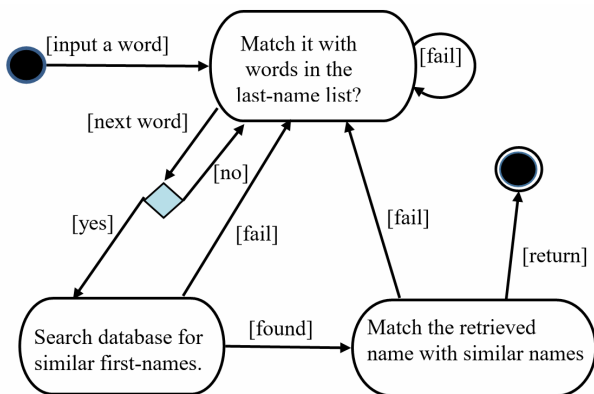 [input a word]
Match it with
words in the
last-name list?
[fail]
[next word]
[no]
[yes]
[fail]
[fail]
[return]
Search database for
similar first-names.
[found]
Match the retrieved
name with similar names